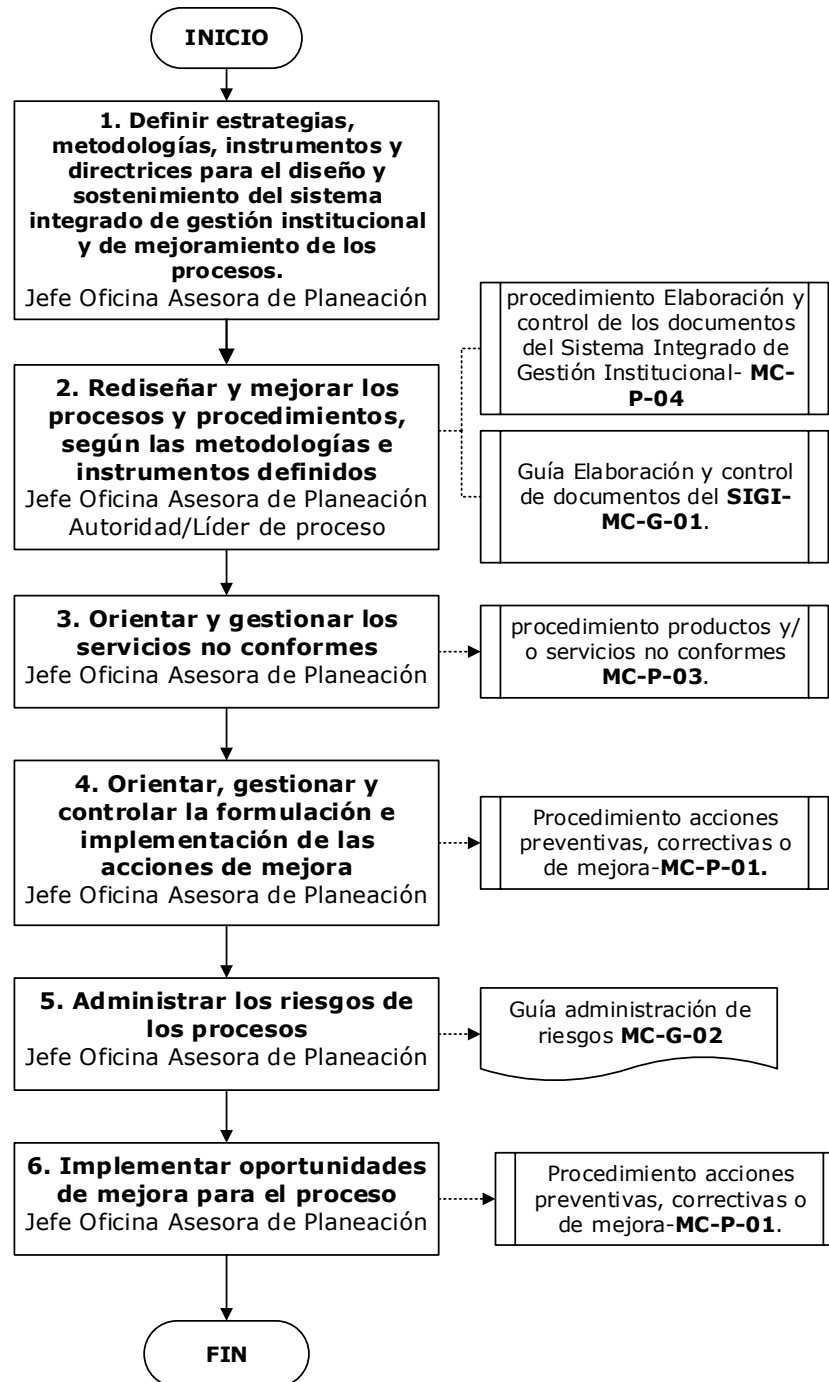 INICIO
1. Definir estrategias,
metodologías, instrumentos y
directrices para el diseño y
sostenimiento del sistema
integrado de gestión institucional
y de mejoramiento de los
procesos.
Jefe Oficina Asesora de Planeación
2. Rediseñar y mejorar los
procesos y procedimientos,
según las metodologías e
instrumentos definidos
Jefe Oficina Asesora de Planeación
Autoridad/Líder de proceso
procedimiento Elaboración y
control de los documentos
del Sistema Integrado de
Gestión Institucional- MC-
P-04
Guía Elaboración y control
de documentos del SIGI-
MC-G-01.
3. Orientar y gestionar los
servicios no conformes
Jefe Oficina Asesora de Planeación
procedimiento productos y/
o servicios no conformes
MC-P-03.
4. Orientar, gestionar y
controlar la formulación e
implementación de las
acciones de mejora
Jefe Oficina Asesora de Planeación
Procedimiento acciones
preventivas, correctivas o
de mejora-MC-P-01.
5. Administrar los riesgos de
los procesos
Jefe Oficina Asesora de Planeación
Guía administración de
riesgos MC-G-02
6. Implementar oportunidades
de mejora para el proceso
Jefe Oficina Asesora de Planeación
Procedimiento acciones
preventivas, correctivas o
de mejora-MC-P-01.
FIN